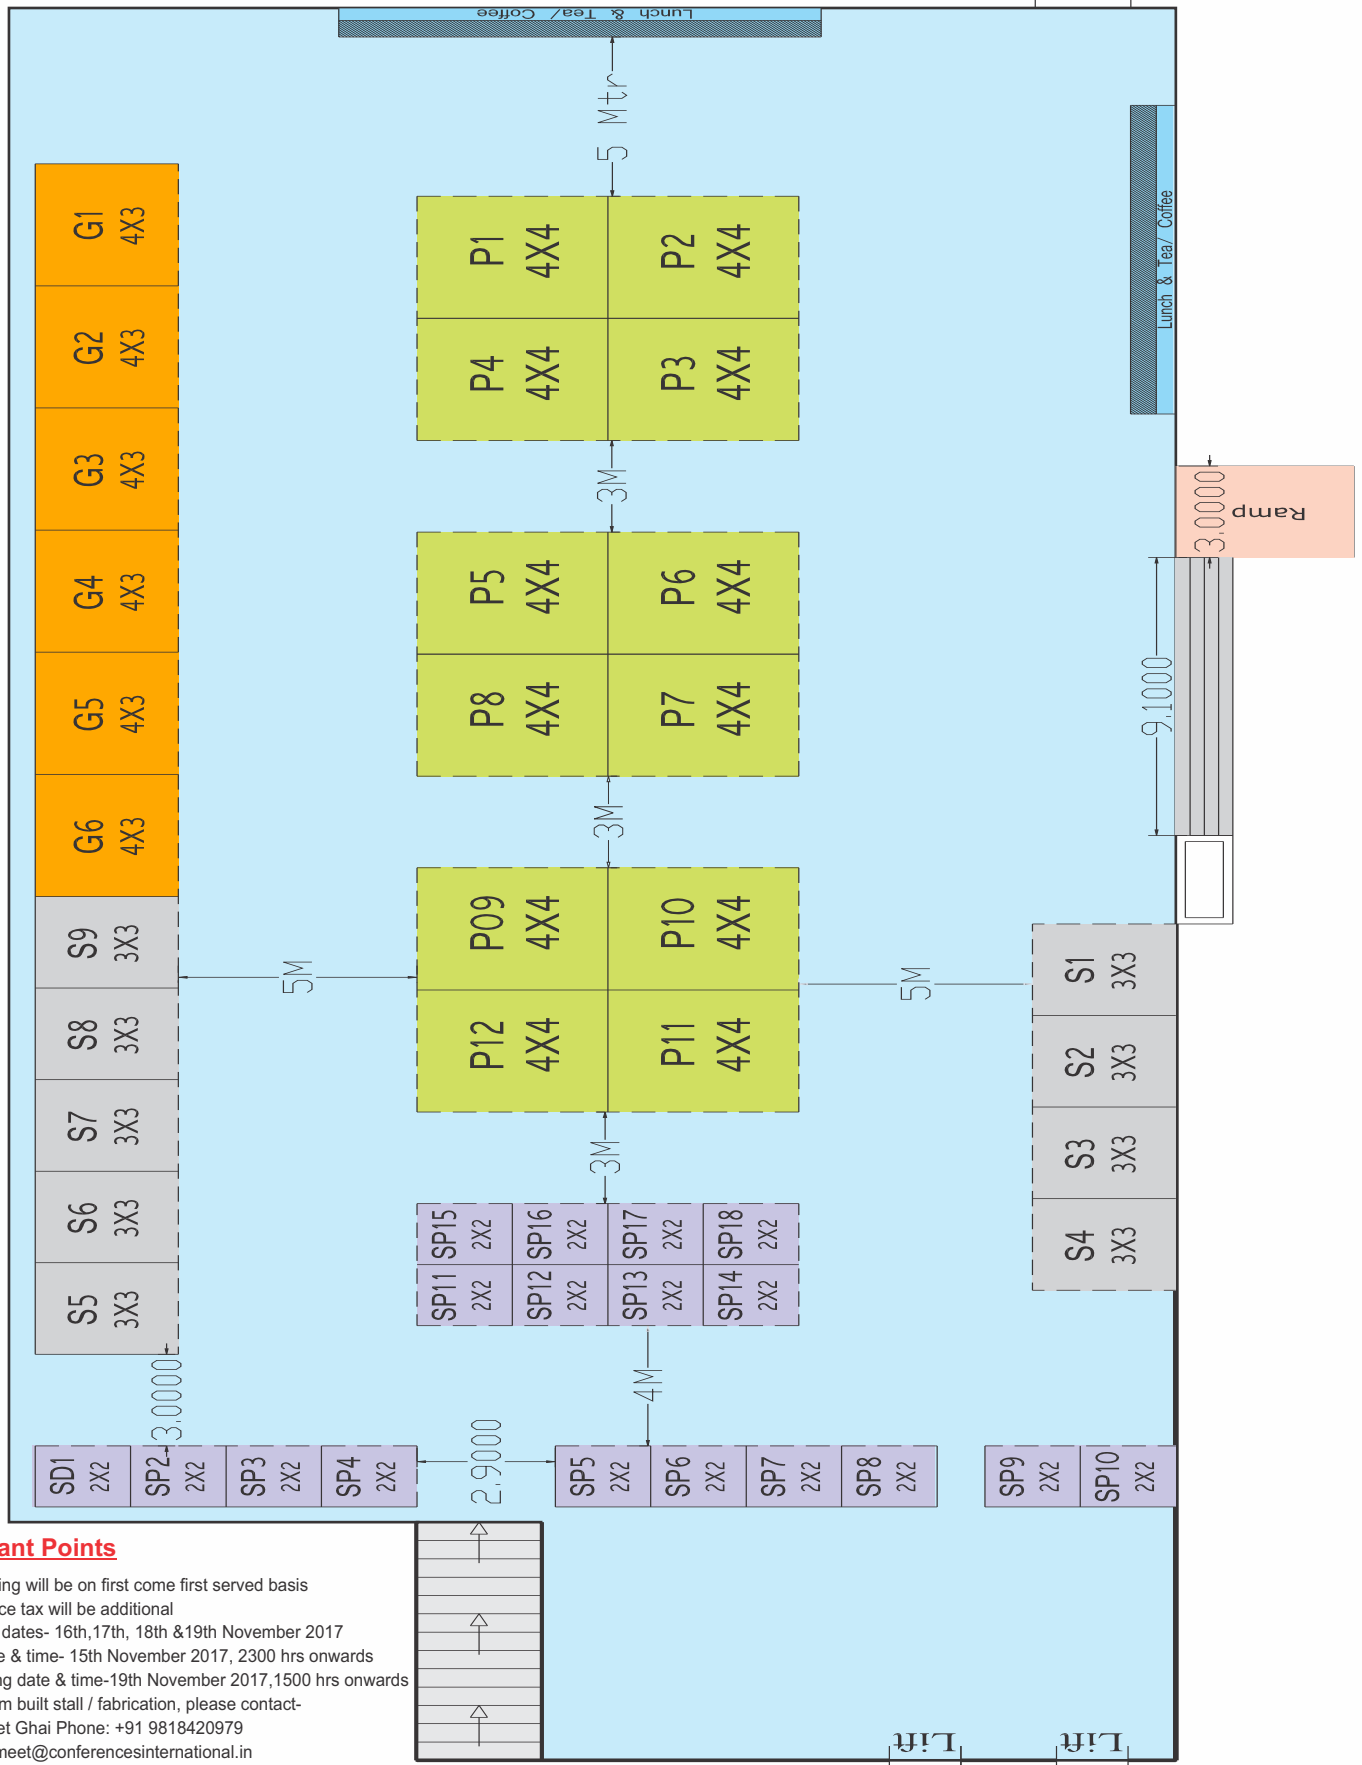 Lunch & Tea/ Coffee
5 Mtr
Lunch & Tea/ Coffee
G1
4X3
G2
4X3
G3
4X3
G4
4X3
G5
4X3
G6
4X3
S9
3X3
S8
3X3
S7
3X3
S6
3X3
S5
3X3
P1
4X4
P2
4X4
P4
4X4
P3
4X4
3M
P5
4X4
P6
4X4
P8
4X4
P7
4X4
3M
P09
4X4
P10
4X4
P12
4X4
P11
4X4
5M
5M
3M
Ramp
3.0000
9.1000
S1
3X3
S2
3X3
S3
3X3
S4
3X3
SP15
2X2
SP16
2X2
SP17
2X2
SP18
2X2
SP11
2X2
SP12
2X2
SP13
2X2
SP14
2X2
3.0000
4M
2.9000
SD1
2X2
SP2
2X2
SP3
2X2
SP4
2X2
SP5
2X2
SP6
2X2
SP7
2X2
SP8
2X2
SP9
2X2
SP10
2X2
ant Points
ing will be on first come first served basis
ce tax will be additional
dates- 16th,17th, 18th &19th November 2017
e & time- 15th November 2017, 2300 hrs onwards
ng date & time-19th November 2017,1500 hrs onwards
m built stall / fabrication, please contact-
et Ghai Phone: +91 9818420979
meet@conferencesinternational.in
Lift
Lift